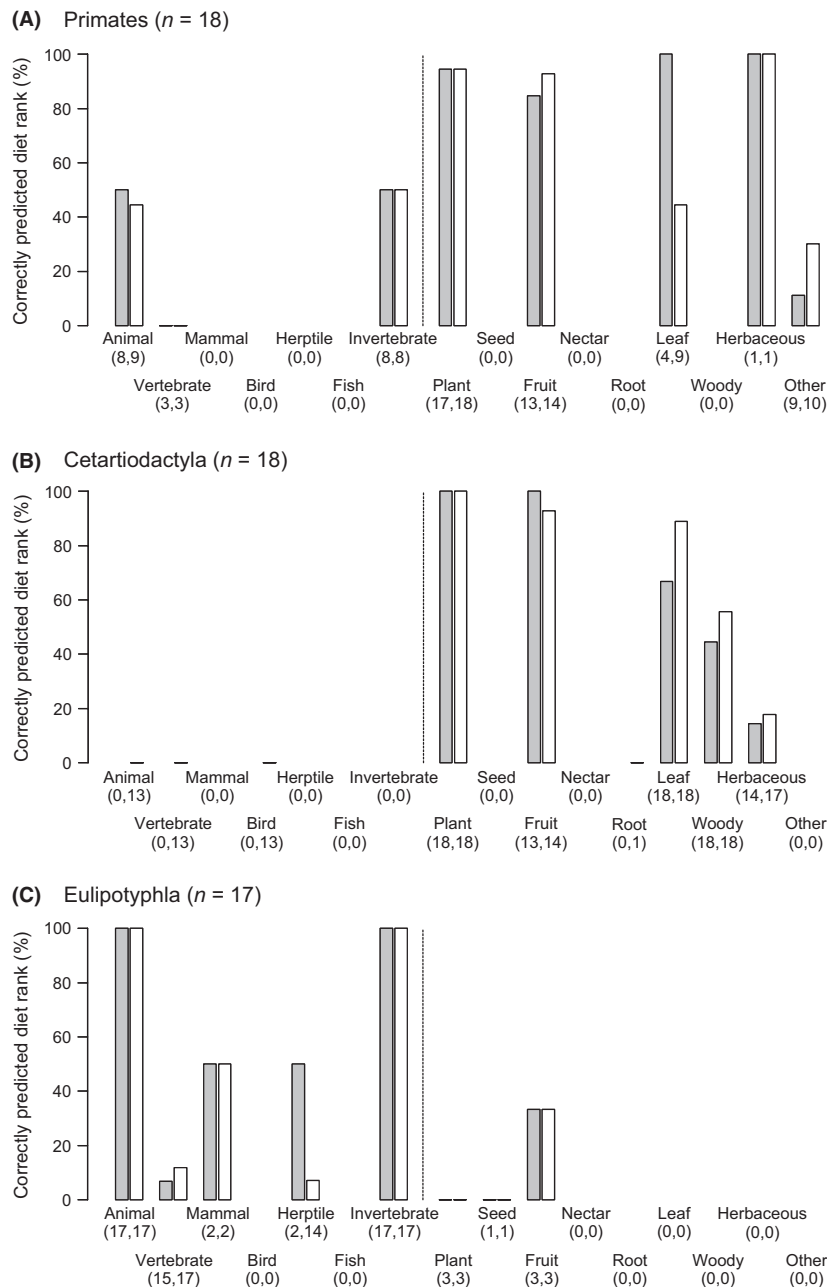 (A) Primates (n = 18)
Correctly predicted diet rank (%)
100
80
60
40
20
0
Animal Mammal Herptile Invertebrate Seed Nectar Leaf Herbaceous
(8,9) (0,0) (0,0) (8,8) (0,0) (0,0) (4,9) (1,1)
Vertebrate Bird Fish Plant Fruit Root Woody Other
(3,3) (0,0) (0,0) (17,18) (13,14) (0,0) (0,0) (9,10)
(B) Cetartiodactyla (n = 18)
Correctly predicted diet rank (%)
100
80
60
40
20
0
Animal Mammal Herptile Invertebrate Seed Nectar Leaf Herbaceous
(0,13) (0,0) (0,0) (0,0) (0,0) (0,0) (18,18) (14,17)
Vertebrate Bird Fish Plant Fruit Root Woody Other
(0,13) (0,13) (0,0) (18,18) (13,14) (0,1) (18,18) (0,0)
(C) Eulipotyphla (n = 17)
Correctly predicted diet rank (%)
100
80
60
40
20
0
Animal Mammal Herptile Invertebrate Seed Nectar Leaf Herbaceous
(17,17) (2,2) (2,14) (17,17) (1,1) (0,0) (0,0) (0,0)
Vertebrate Bird Fish Plant Fruit Root Woody Other
(15,17) (0,0) (0,0) (3,3) (3,3) (0,0) (0,0) (0,0)